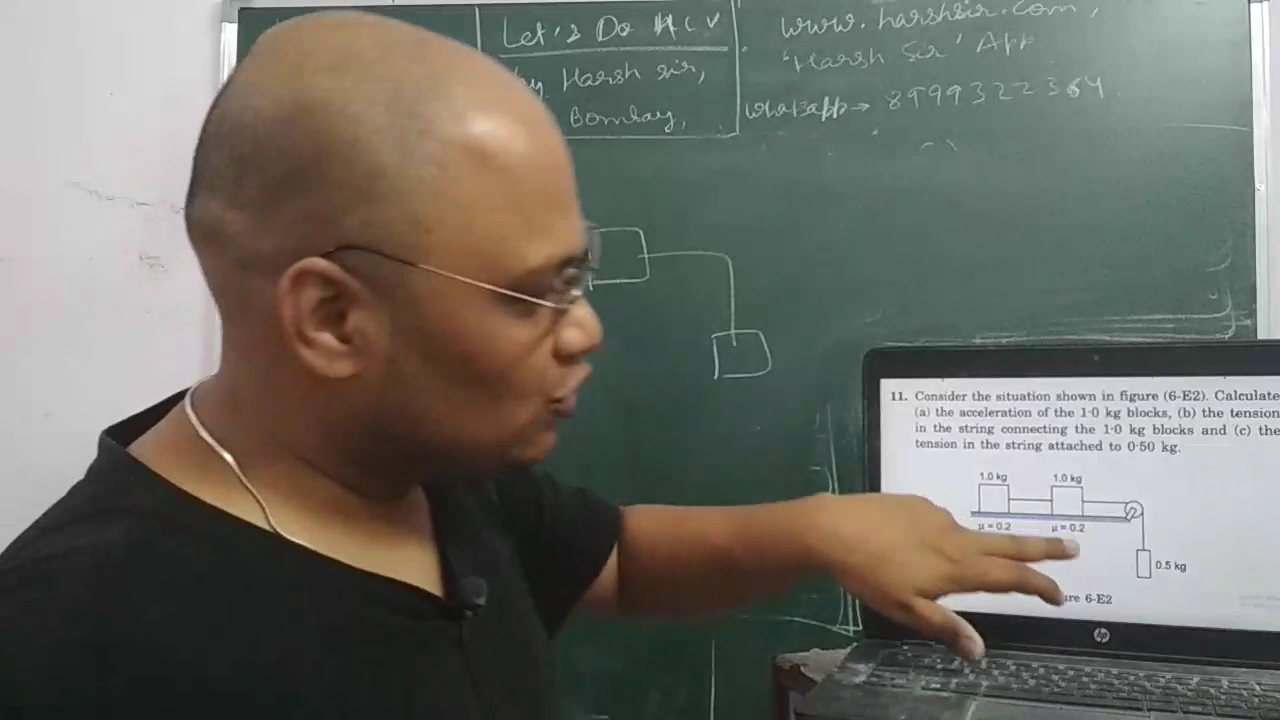 Let's Do HCV
by Harsh sir,
Bombay,
www.harshsir.com,
'Harsh Sir' App
whatsapp → 8999322364
11. Consider the situation shown in figure (6-E2). Calculate
(a) the acceleration of the 1·0 kg blocks, (b) the tension
in the string connecting the 1·0 kg blocks and (c) the
tension in the string attached to 0·50 kg.
1.0 kg 1.0 kg
μ = 0.2 μ = 0.2
0.5 kg
6-E2
hp